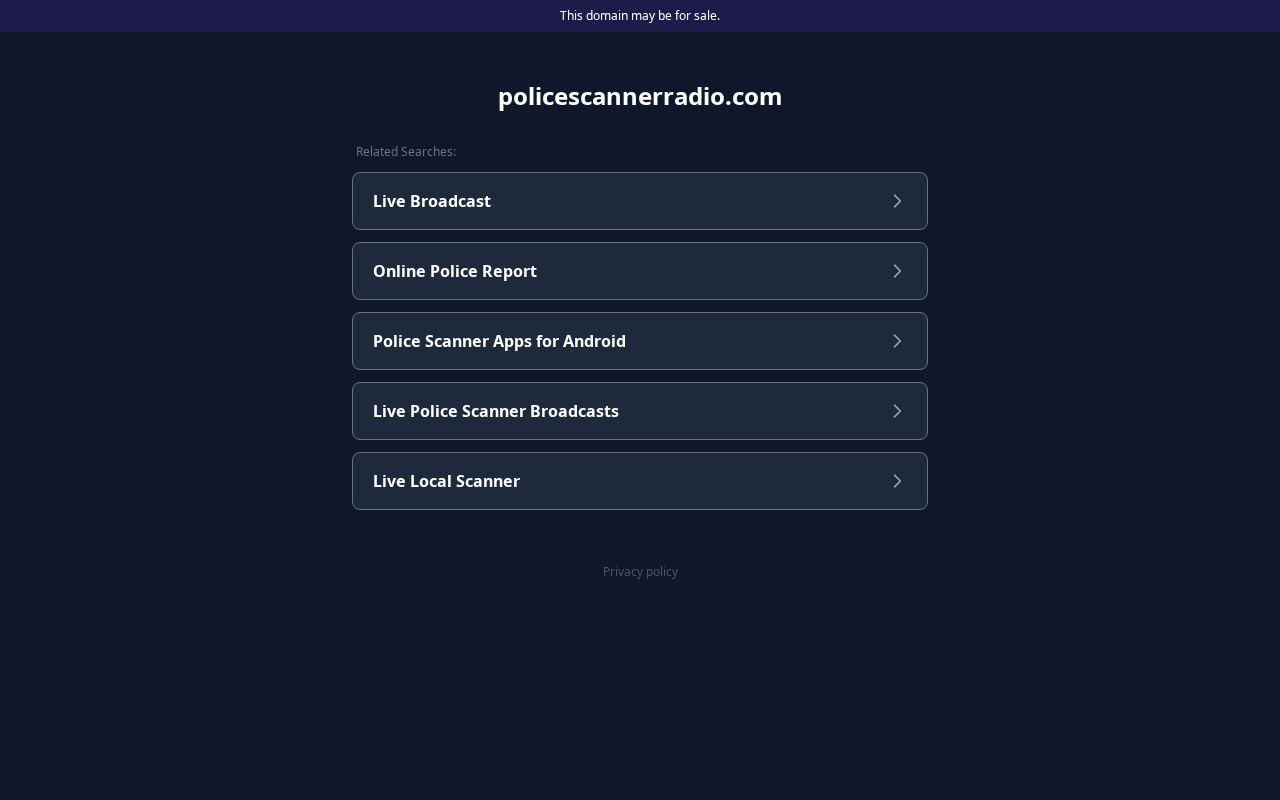 This domain may be for sale.
policescannerradio.com
Related Searches:
Live Broadcast
Online Police Report
Police Scanner Apps for Android
Live Police Scanner Broadcasts
Live Local Scanner
Privacy policy